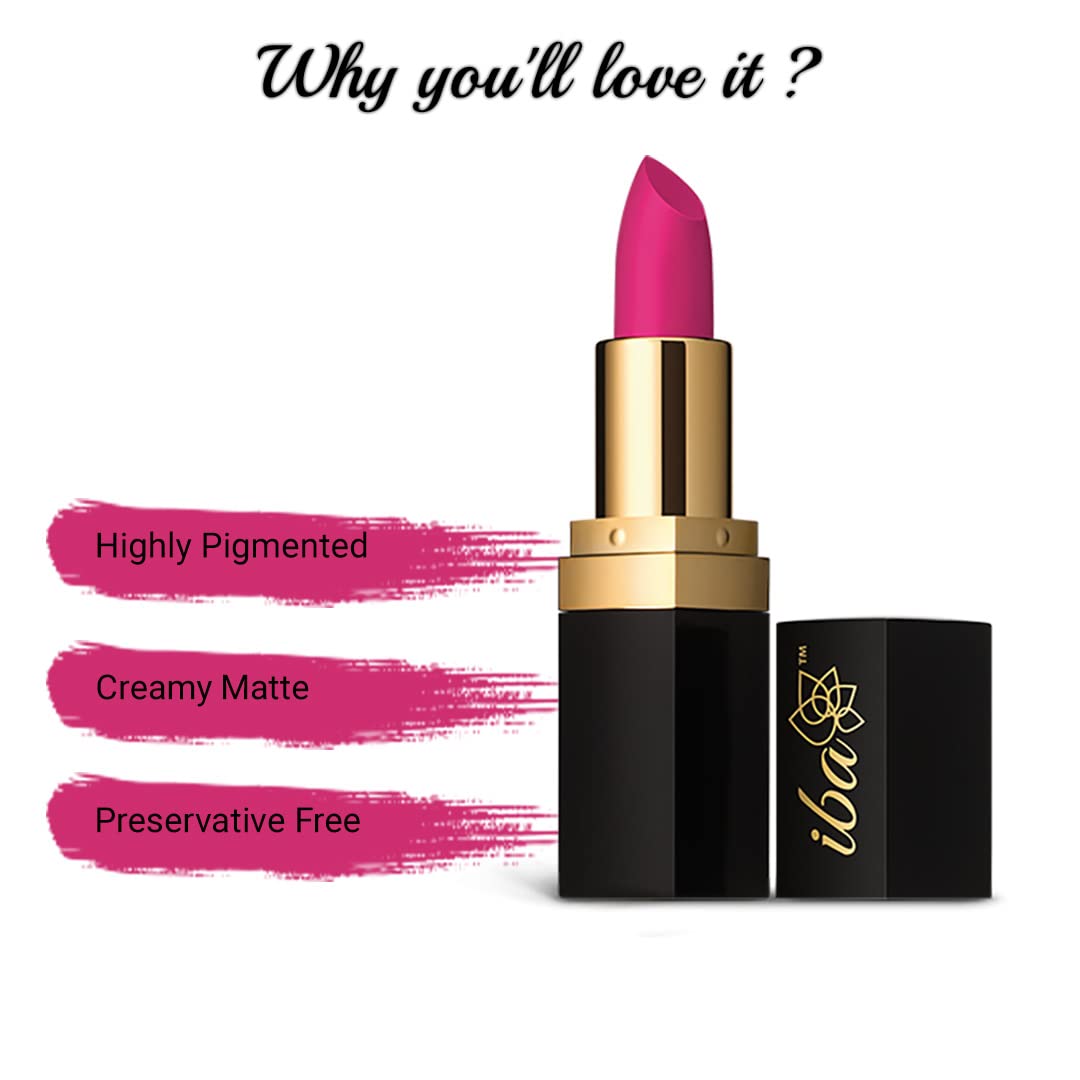 Why you'll love it ?
Highly Pigmented
Creamy Matte
Preservative Free
iba
TM